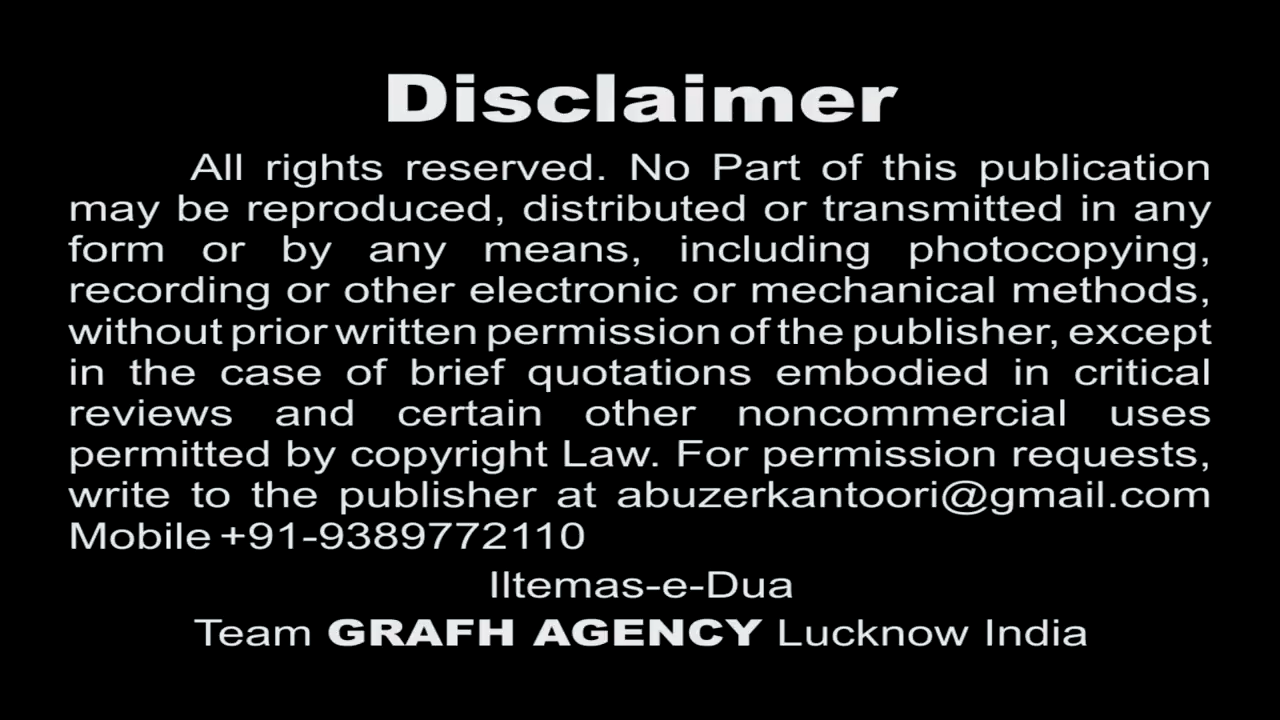 Disclaimer
All rights reserved. No Part of this publication
may be reproduced, distributed or transmitted in any
form or by any means, including photocopying,
recording or other electronic or mechanical methods,
without prior written permission of the publisher, except
in the case of brief quotations embodied in critical
reviews and certain other noncommercial uses
permitted by copyright Law. For permission requests,
write to the publisher at abuzerkantoori@gmail.com
Mobile +91-9389772110
Iltemas-e-Dua
Team GRAFH AGENCY Lucknow India